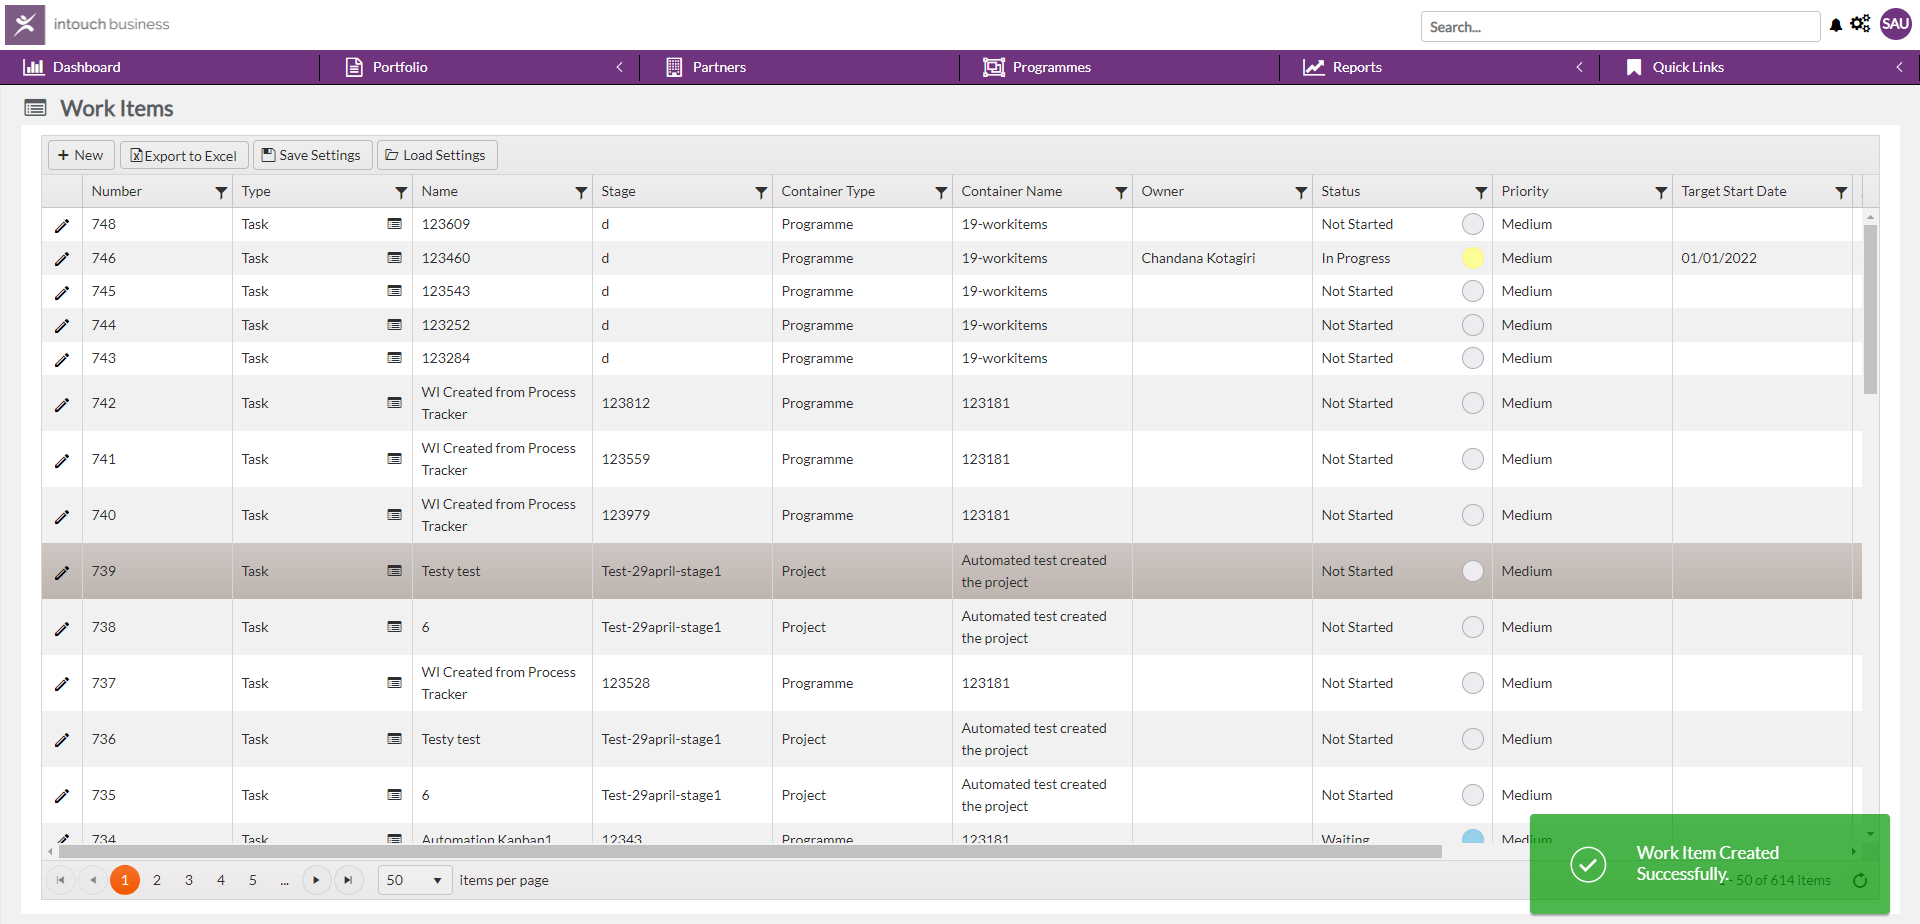 intouch business
Search...
SAU
Dashboard
Portfolio
Partners
Programmes
Reports
Quick Links
Work Items
+ New
Export to Excel
Save Settings
Load Settings
Number Type Name Stage Container Type Container Name Owner Status Priority Target Start Date
748 Task 123609 d Programme 19-workitems Not Started Medium
746 Task 123460 d Programme 19-workitems Chandana Kotagiri In Progress Medium 01/01/2022
745 Task 123543 d Programme 19-workitems Not Started Medium
744 Task 123252 d Programme 19-workitems Not Started Medium
743 Task 123284 d Programme 19-workitems Not Started Medium
WI Created from Process
742 Task 123812 Programme 123181 Not Started Medium
Tracker
WI Created from Process
741 Task 123559 Programme 123181 Not Started Medium
Tracker
WI Created from Process
740 Task 123979 Programme 123181 Not Started Medium
Tracker
Automated test created
739 Task Testy test Test-29april-stage1 Project Not Started Medium
the project
Automated test created
738 Task 6 Test-29april-stage1 Project Not Started Medium
the project
WI Created from Process
737 Task 123528 Programme 123181 Not Started Medium
Tracker
Automated test created
736 Task Testy test Test-29april-stage1 Project Not Started Medium
the project
Automated test created
735 Task 6 Test-29april-stage1 Project Not Started Medium
the project
734 Task Automation Kanban1 12343 Programme 123181 Waiting Medium
1 2 3 4 5 ... 50 items per page
Work Item Created
Successfully.
- 50 of 614 items